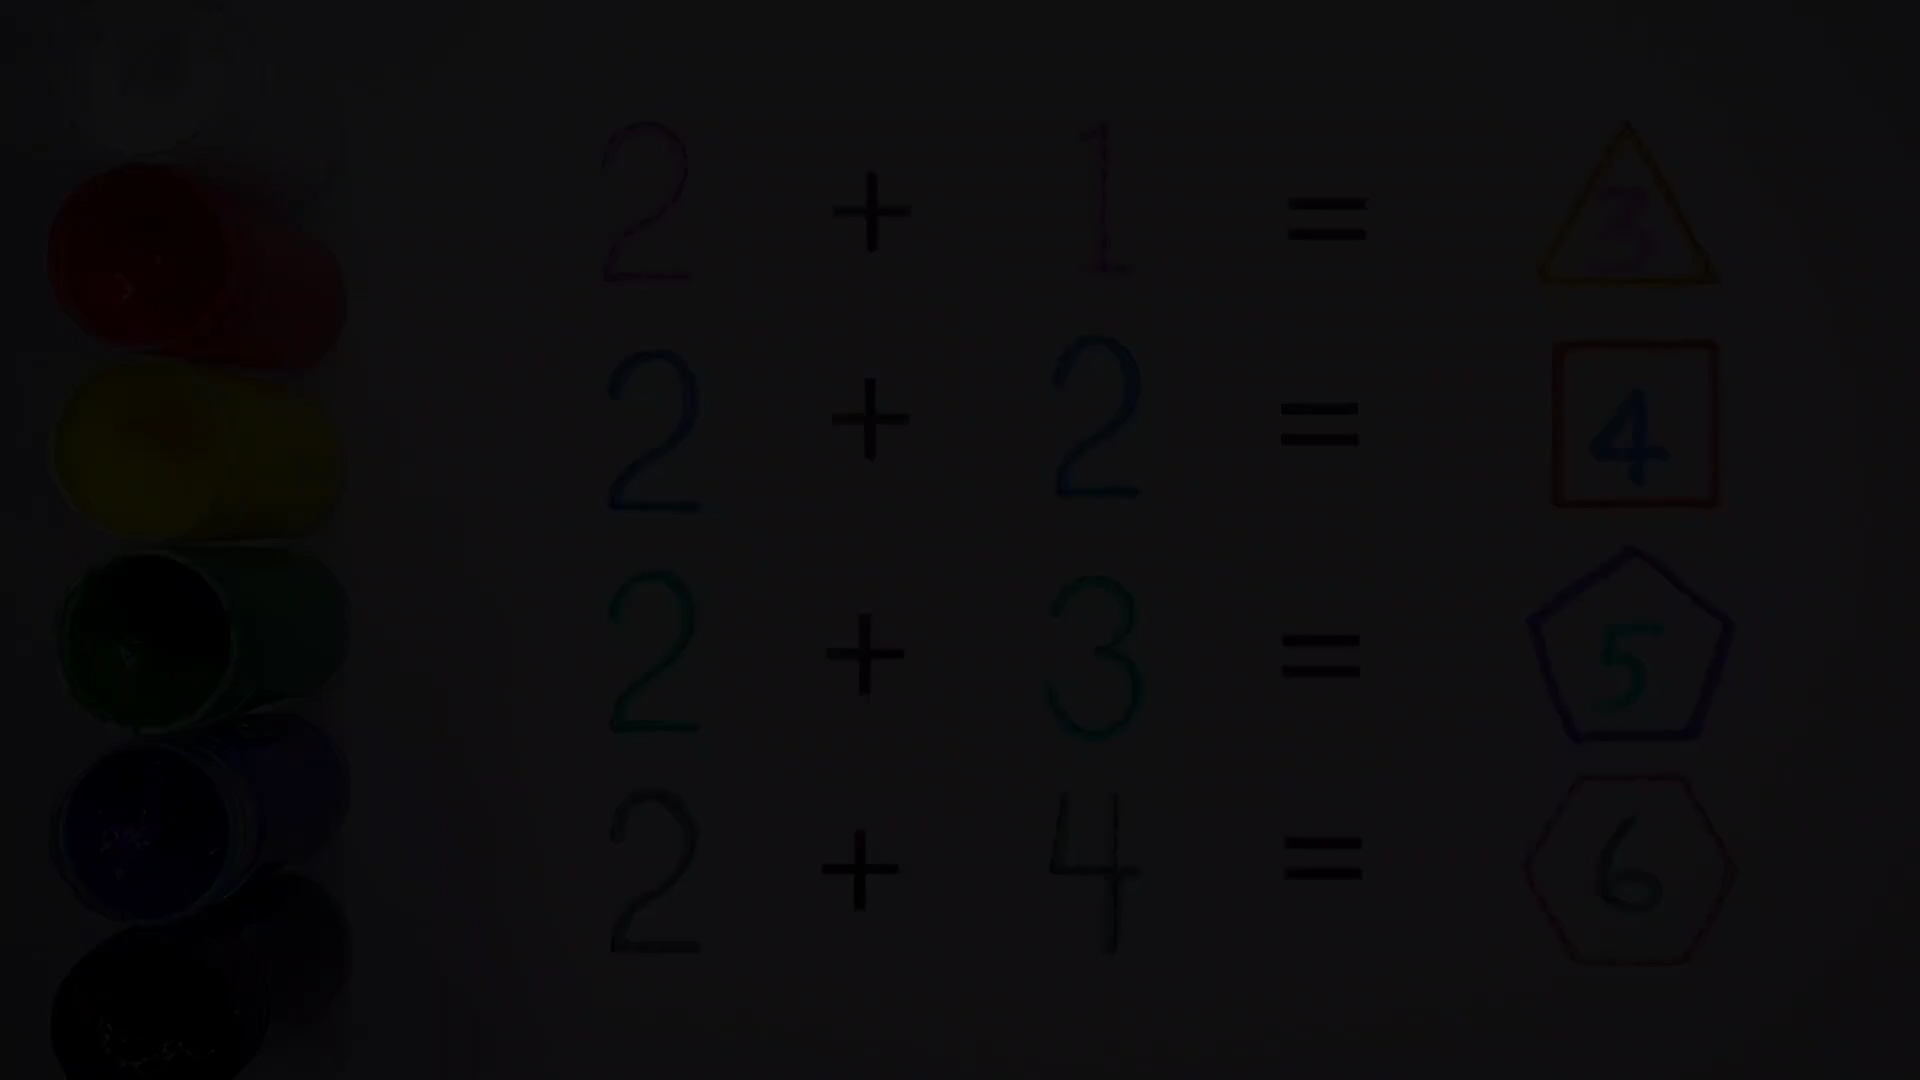 2 + 1 = 3
2 + 2 = 4
2 + 3 = 5
2 + 4 = 6